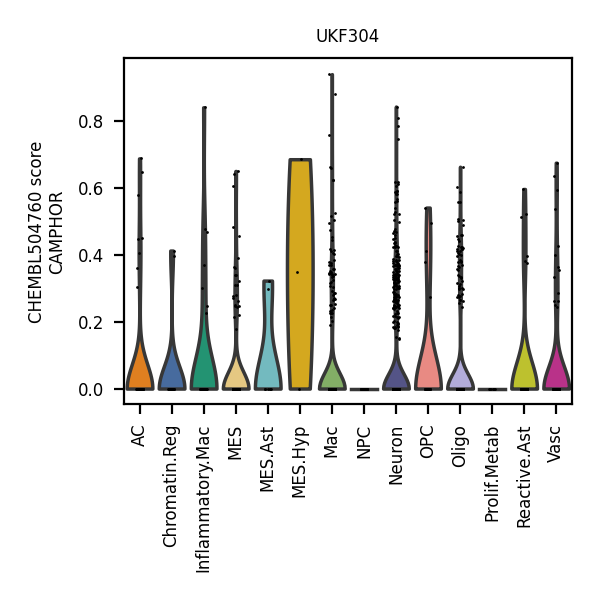 UKF304
CHEMBL504760 score
CAMPHOR
0.8
0.6
0.4
0.2
0.0
AC
Chromatin.Reg
Inflammatory.Mac
MES
MES.Ast
MES.Hyp
Mac
NPC
Neuron
OPC
Oligo
Prolif.Metab
Reactive.Ast
Vasc